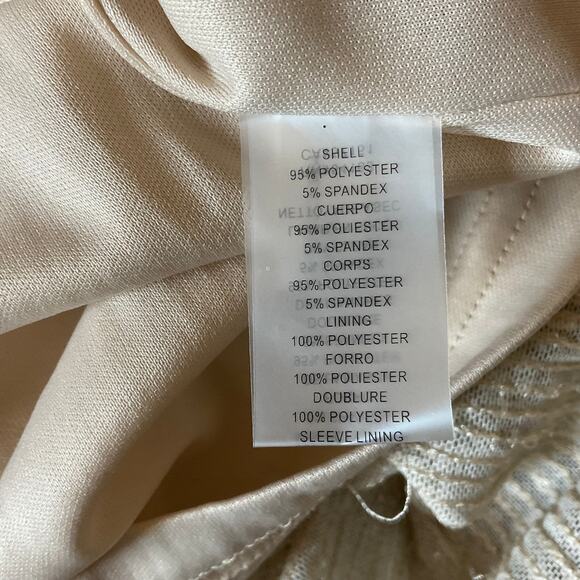 SHELL
95% POLYESTER
5% SPANDEX
CUERPO
95% POLIESTER
5% SPANDEX
CORPS
95% POLYESTER
5% SPANDEX
LINING
100% POLYESTER
FORRO
100% POLIESTER
DOUBLURE
100% POLYESTER
SLEEVE LINING